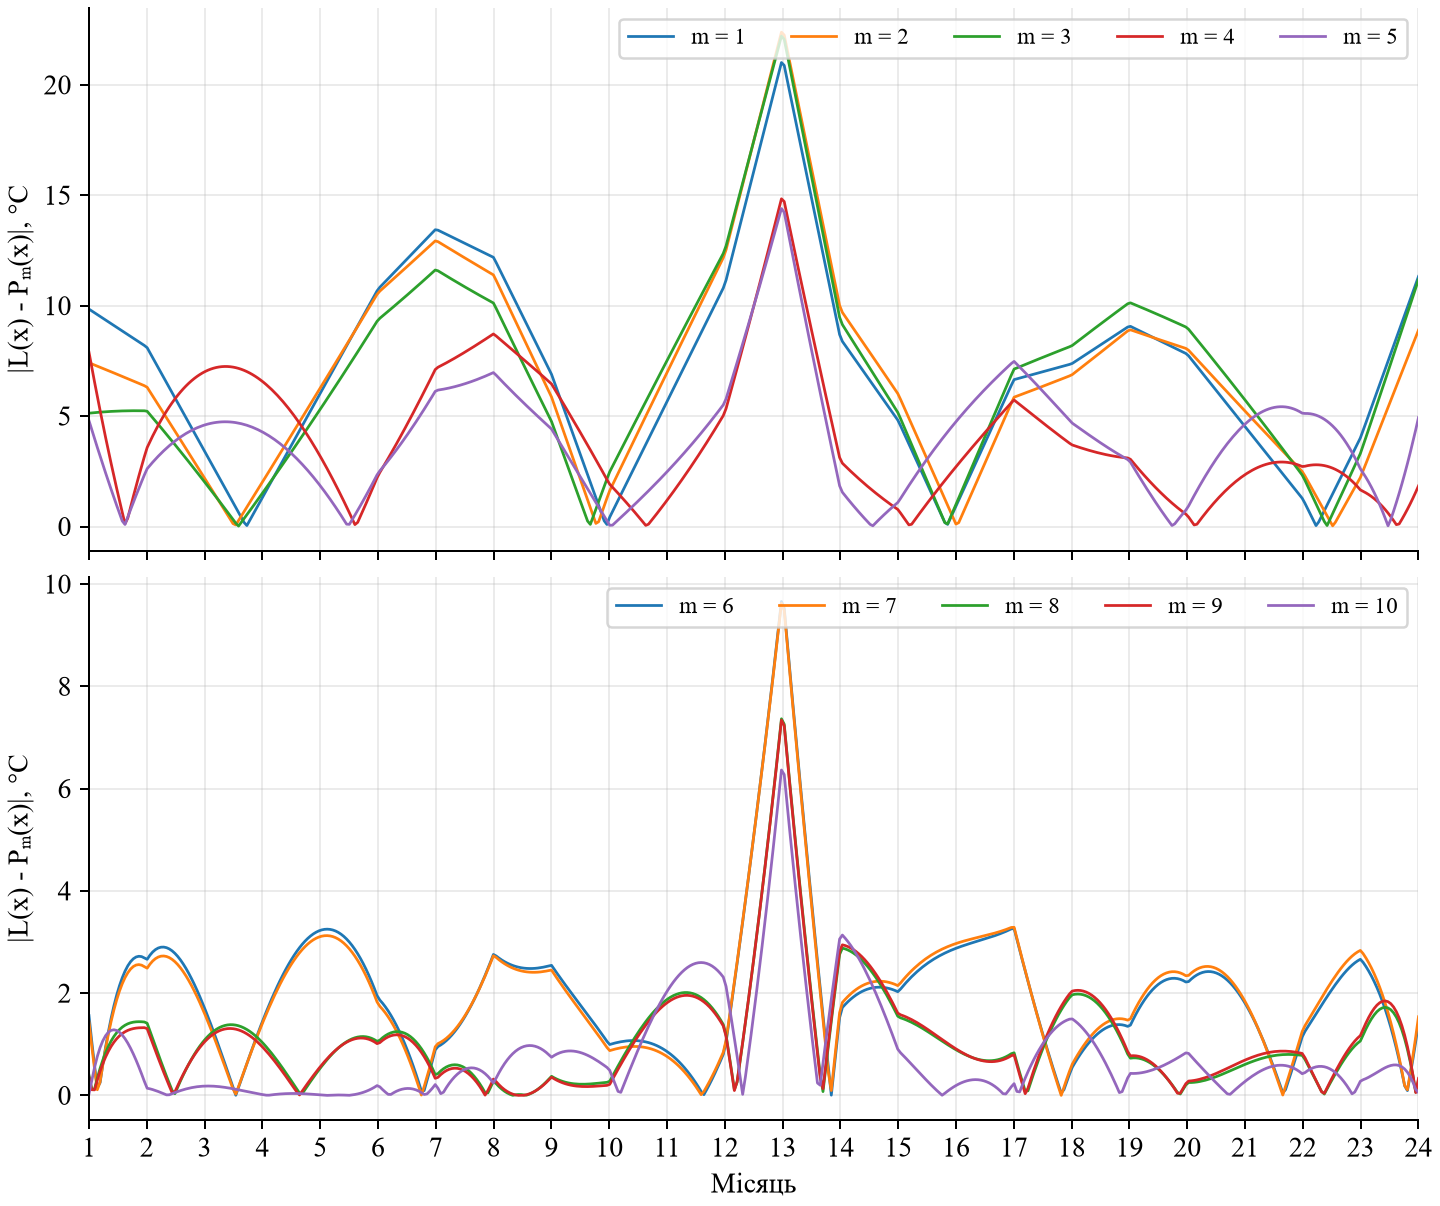 m = 1 m = 2 m = 3 m = 4 m = 5
|L(x) - Pₘ(x)|, °C
20
15
10
5
0
m = 6 m = 7 m = 8 m = 9 m = 10
|L(x) - Pₘ(x)|, °C
10
8
6
4
2
0
1 2 3 4 5 6 7 8 9 10 11 12 13 14 15 16 17 18 19 20 21 22 23 24
Місяць